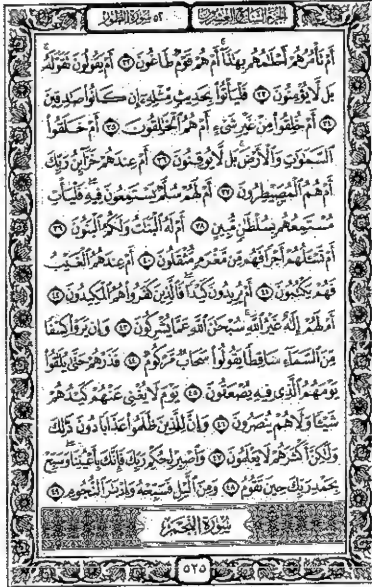 الجزء السابع والعشرون ٥٢ سورة الطور
أَمْ تَأْمُرُهُمْ أَحْلَٰمُهُم بِهَٰذَآ ۚ أَمْ هُمْ قَوْمٌ طَاغُونَ ٣٢ أَمْ يَقُولُونَ تَقَوَّلَهُۥ ۚ
بَل لَّا يُؤْمِنُونَ ٣٣ فَلْيَأْتُوا۟ بِحَدِيثٍ مِّثْلِهِۦٓ إِن كَانُوا۟ صَٰدِقِينَ
٣٤ أَمْ خُلِقُوا۟ مِنْ غَيْرِ شَىْءٍ أَمْ هُمُ ٱلْخَٰلِقُونَ ٣٥ أَمْ خَلَقُوا۟
ٱلسَّمَٰوَٰتِ وَٱلْأَرْضَ ۚ بَل لَّا يُوقِنُونَ ٣٦ أَمْ عِندَهُمْ خَزَآئِنُ رَبِّكَ
أَمْ هُمُ ٱلْمُصَۣيْطِرُونَ ٣٧ أَمْ لَهُمْ سُلَّمٌ يَسْتَمِعُونَ فِيهِ ۖ فَلْيَأْتِ
مُسْتَمِعُهُم بِسُلْطَٰنٍ مُّبِينٍ ٣٨ أَمْ لَهُ ٱلْبَنَٰتُ وَلَكُمُ ٱلْبَنُونَ ٣٩
أَمْ تَسْـَٔلُهُمْ أَجْرًا فَهُم مِّن مَّغْرَمٍ مُّثْقَلُونَ ٤٠ أَمْ عِندَهُمُ ٱلْغَيْبُ
فَهُمْ يَكْتُبُونَ ٤١ أَمْ يُرِيدُونَ كَيْدًا ۖ فَٱلَّذِينَ كَفَرُوا۟ هُمُ ٱلْمَكِيدُونَ ٤٢
أَمْ لَهُمْ إِلَٰهٌ غَيْرُ ٱللَّهِ ۚ سُبْحَٰنَ ٱللَّهِ عَمَّا يُشْرِكُونَ ٤٣ وَإِن يَرَوْا۟ كِسْفًا
مِّنَ ٱلسَّمَآءِ سَاقِطًا يَقُولُوا۟ سَحَابٌ مَّرْكُومٌ ٤٤ فَذَرْهُمْ حَتَّىٰ يُلَٰقُوا۟
يَوْمَهُمُ ٱلَّذِى فِيهِ يُصْعَقُونَ ٤٥ يَوْمَ لَا يُغْنِى عَنْهُمْ كَيْدُهُمْ
شَيْـًٔا وَلَا هُمْ يُنصَرُونَ ٤٦ وَإِنَّ لِلَّذِينَ ظَلَمُوا۟ عَذَابًا دُونَ ذَٰلِكَ
وَلَٰكِنَّ أَكْثَرَهُمْ لَا يَعْلَمُونَ ٤٧ وَٱصْبِرْ لِحُكْمِ رَبِّكَ فَإِنَّكَ بِأَعْيُنِنَا ۖ وَسَبِّحْ
بِحَمْدِ رَبِّكَ حِينَ تَقُومُ ٤٨ وَمِنَ ٱلَّيْلِ فَسَبِّحْهُ وَإِدْبَٰرَ ٱلنُّجُومِ ٤٩
سورة النجم
٥٢٥